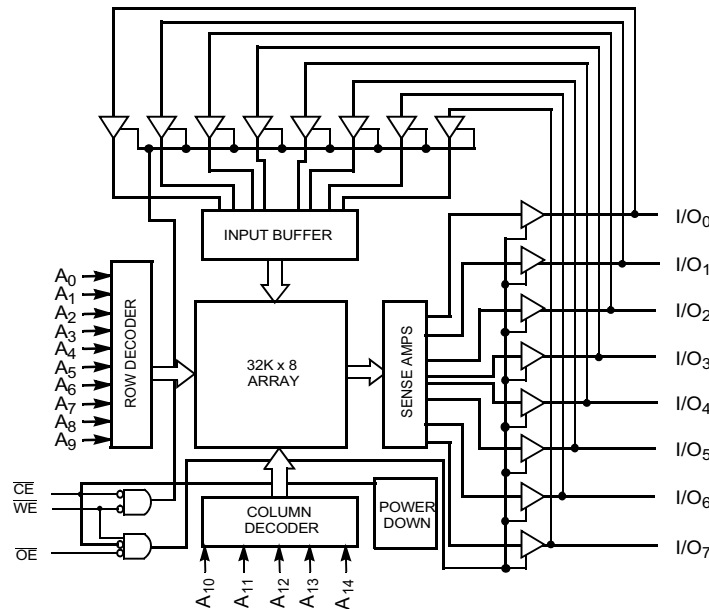 I/O0
INPUT BUFFER
I/O1
A0
A1
A2
A3
A4
A5
A6
A7
A8
A9
ROW DECODER
32K x 8
ARRAY
SENSE AMPS
I/O2
I/O3
I/O4
I/O5
I/O6
I/O7
CE
WE
OE
COLUMN
DECODER
POWER
DOWN
A10
A11
A12
A13
A14